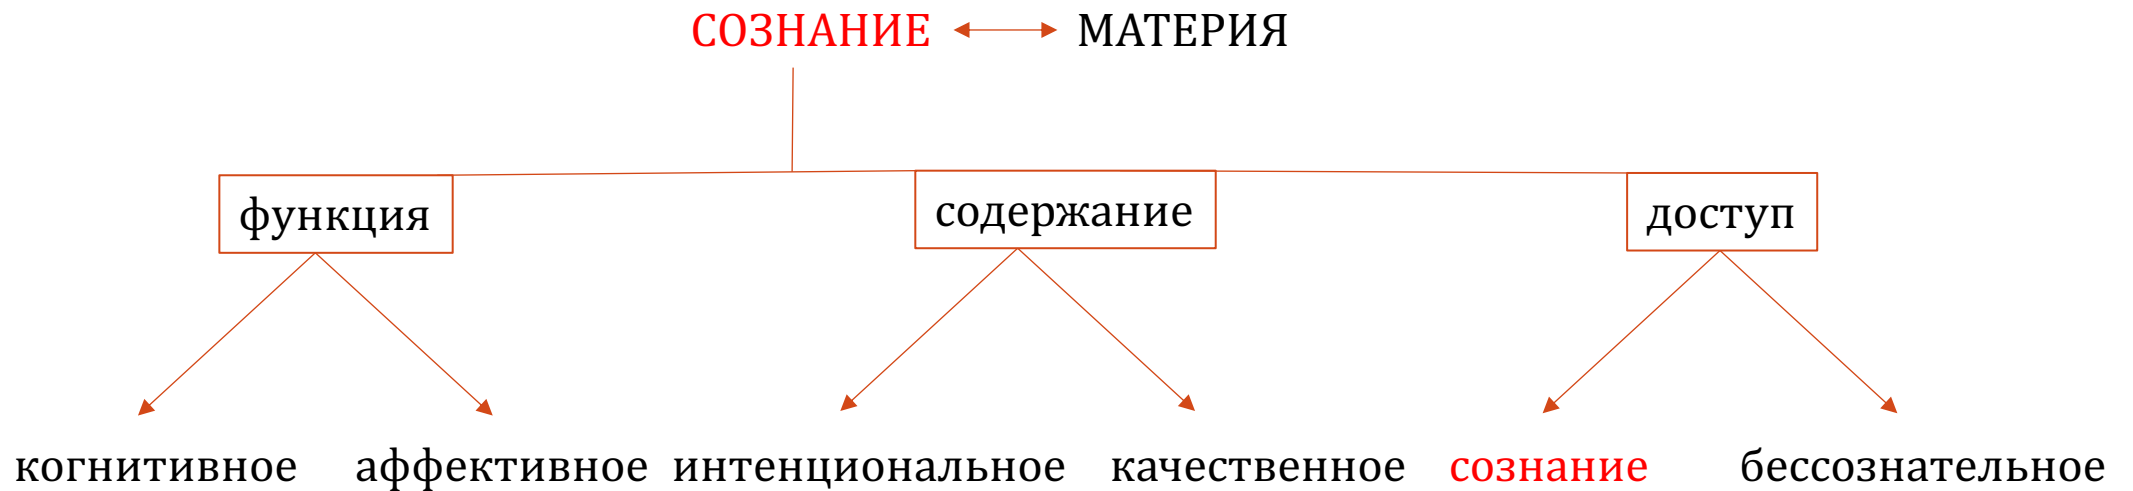 СОЗНАНИЕ МАТЕРИЯ
функция содержание доступ
когнитивное аффективное интенциональное качественное сознание бессознательное